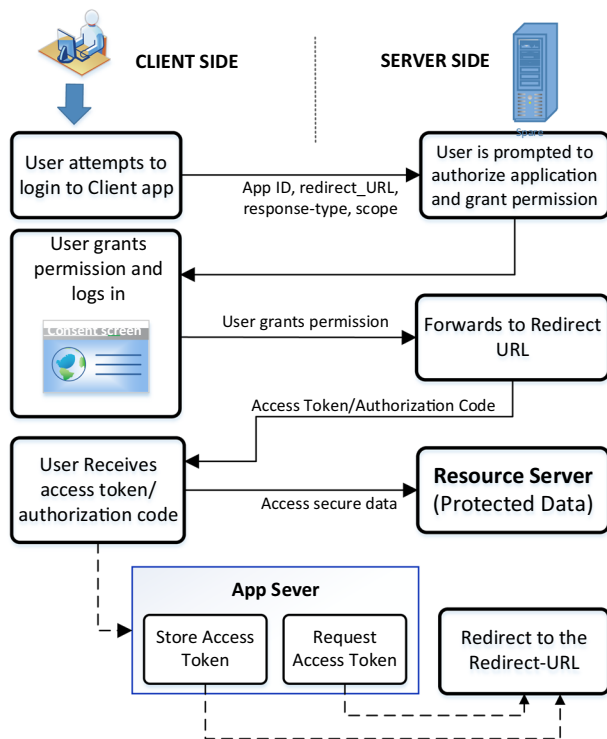 CLIENT SIDE
SERVER SIDE
Spare
User attempts to
login to Client app
App ID, redirect_URL,
response-type, scope
User is prompted to
authorize application
and grant permission
User grants
permission and
logs in
Consent screen
User grants permission
Forwards to Redirect
URL
Access Token/Authorization Code
User Receives
access token/
authorization code
Access secure data
Resource Server
(Protected Data)
App Sever
Store Access
Token
Request
Access Token
Redirect to the
Redirect-URL